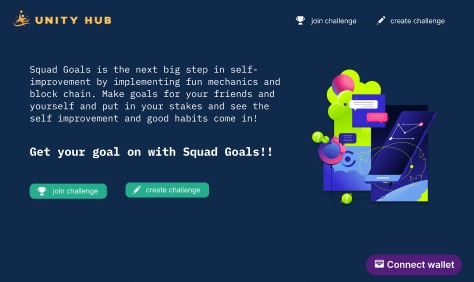 UNITY HUB
join challenge
create challenge
Squad Goals is the next big step in self-
improvement by implementing fun mechanics and
block chain. Make goals for your friends and
yourself and put in your stakes and see the
self improvement and good habits come in!
Get your goal on with Squad Goals!!
join challenge
create challenge
Connect wallet